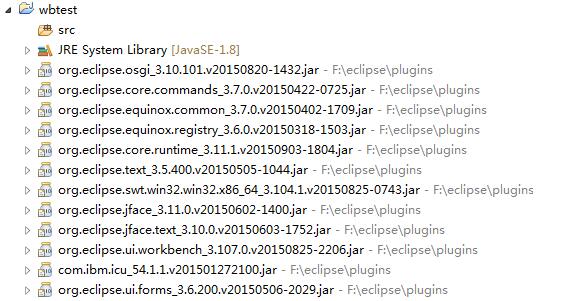 wbtest
src
JRE System Library [JavaSE-1.8]
org.eclipse.osgi_3.10.101.v20150820-1432.jar - F:\eclipse\plugins
org.eclipse.core.commands_3.7.0.v20150422-0725.jar - F:\eclipse\plugins
org.eclipse.equinox.common_3.7.0.v20150402-1709.jar - F:\eclipse\plugins
org.eclipse.equinox.registry_3.6.0.v20150318-1503.jar - F:\eclipse\plugins
org.eclipse.core.runtime_3.11.1.v20150903-1804.jar - F:\eclipse\plugins
org.eclipse.text_3.5.400.v20150505-1044.jar - F:\eclipse\plugins
org.eclipse.swt.win32.win32.x86_64_3.104.1.v20150825-0743.jar - F:\eclipse\plugins
org.eclipse.jface_3.11.0.v20150602-1400.jar - F:\eclipse\plugins
org.eclipse.jface.text_3.10.0.v20150603-1752.jar - F:\eclipse\plugins
org.eclipse.ui.workbench_3.107.0.v20150825-2206.jar - F:\eclipse\plugins
com.ibm.icu_54.1.1.v201501272100.jar - F:\eclipse\plugins
org.eclipse.ui.forms_3.6.200.v20150506-2029.jar - F:\eclipse\plugins